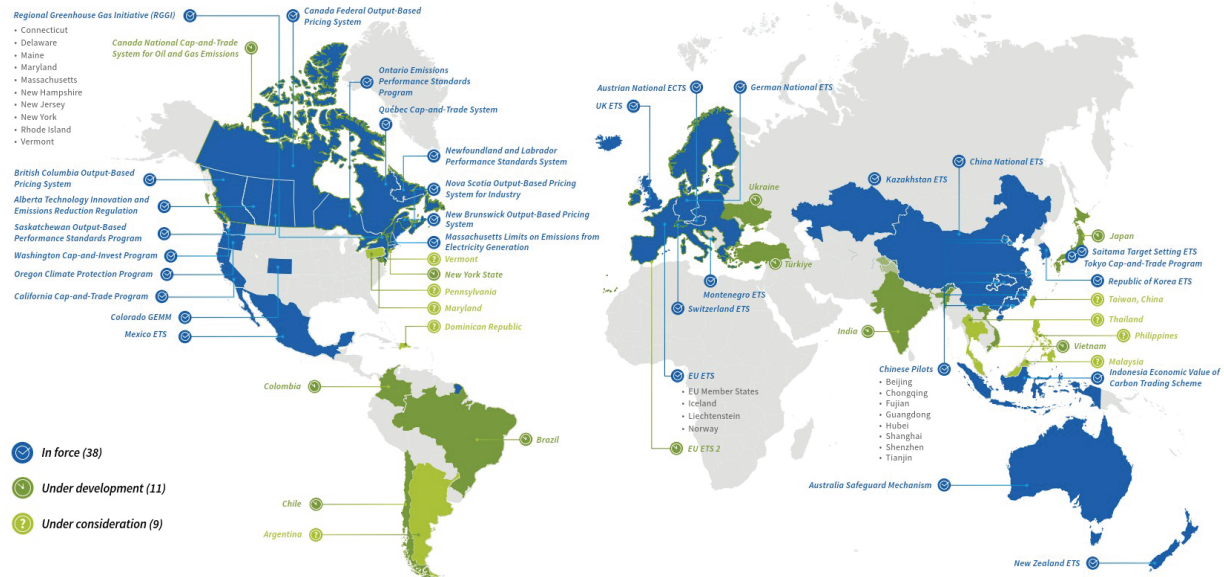 Regional Greenhouse Gas Initiative (RGGI)
• Connecticut
• Delaware
• Maine
• Maryland
• Massachusetts
• New Hampshire
• New Jersey
• New York
• Rhode Island
• Vermont
Canada Federal Output-Based
Pricing System
Canada National Cap-and-Trade
System for Oil and Gas Emissions
Ontario Emissions
Performance Standards
Program
Québec Cap-and-Trade System
Newfoundland and Labrador
Performance Standards System
Nova Scotia Output-Based Pricing
System for Industry
New Brunswick Output-Based Pricing
System
Massachusetts Limits on Emissions from
Electricity Generation
Vermont
New York State
Pennsylvania
Maryland
Dominican Republic
British Columbia Output-Based
Pricing System
Alberta Technology Innovation and
Emissions Reduction Regulation
Saskatchewan Output-Based
Performance Standards Program
Washington Cap-and-Invest Program
Oregon Climate Protection Program
California Cap-and-Trade Program
Colorado GEMM
Mexico ETS
Colombia
Brazil
Chile
Argentina
In force (38)
Under development (11)
? Under consideration (9)
Austrian National ECTS
German National ETS
UK ETS
Ukraine
Türkiye
Montenegro ETS
Switzerland ETS
EU ETS
• EU Member States
• Iceland
• Liechtenstein
• Norway
EU ETS 2
Kazakhstan ETS
China National ETS
Japan
Saitama Target Setting ETS
Tokyo Cap-and-Trade Program
Republic of Korea ETS
Taiwan, China
Thailand
Philippines
Vietnam
Malaysia
Indonesia Economic Value of
Carbon Trading Scheme
India
Chinese Pilots
• Beijing
• Chongqing
• Fujian
• Guangdong
• Hubei
• Shanghai
• Shenzhen
• Tianjin
Australia Safeguard Mechanism
New Zealand ETS